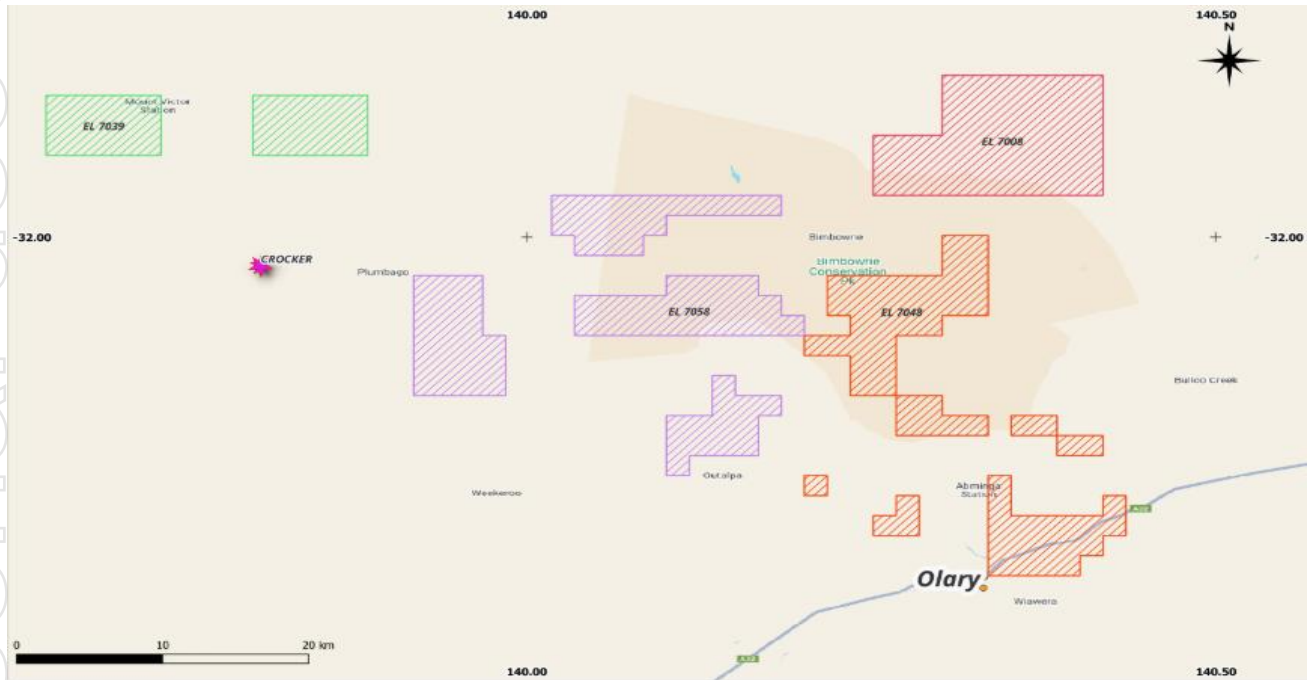 140.00
140.50
N
Mount Victor
Station
EL 7039
EL 7008
-32.00
Bimbowrie
-32.00
CROCKER
Plumbago
Bimbowrie
Conservation
Pk
EL 7058
EL 7048
Bulloo Creek
Weekeroo
Outalpa
Abminga
Station
A32
Olary
Wiawera
0
10
20 km
A32
140.00
140.50